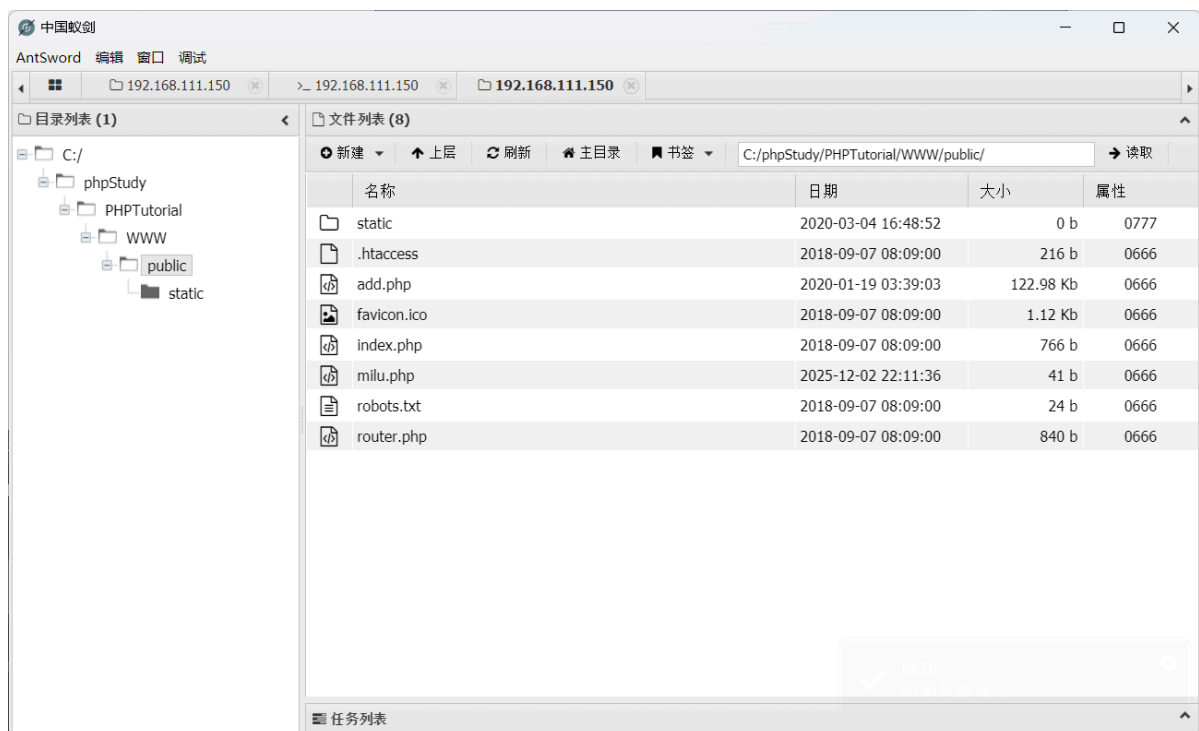 中国蚁剑
AntSword 编辑 窗口 调试
192.168.111.150 >_ 192.168.111.150 192.168.111.150
目录列表 (1)
文件列表 (8)
新建 上层 刷新 主目录 书签 C:/phpStudy/PHPTutorial/WWW/public/ 读取
C:/
phpStudy
PHPTutorial
WWW
public
static
名称 日期 大小 属性
static 2020-03-04 16:48:52 0 b 0777
.htaccess 2018-09-07 08:09:00 216 b 0666
add.php 2020-01-19 03:39:03 122.98 Kb 0666
favicon.ico 2018-09-07 08:09:00 1.12 Kb 0666
index.php 2018-09-07 08:09:00 766 b 0666
milu.php 2025-12-02 22:11:36 41 b 0666
robots.txt 2018-09-07 08:09:00 24 b 0666
router.php 2018-09-07 08:09:00 840 b 0666
成功
任务列表